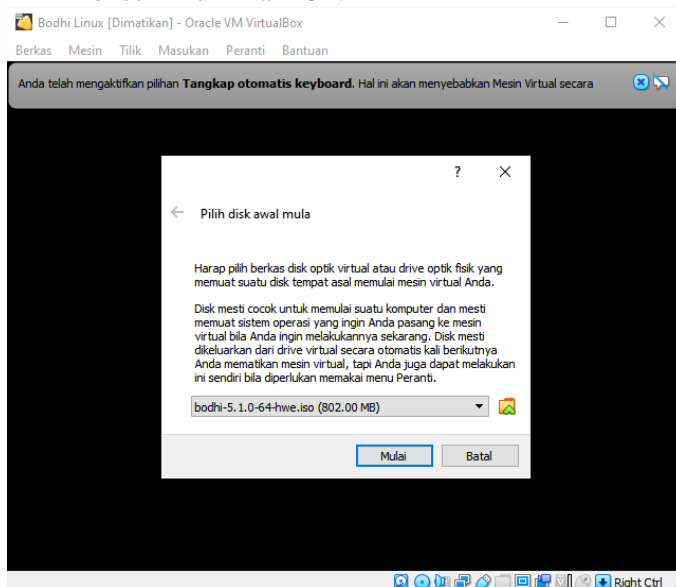 Bodhi Linux [Dimatikan] - Oracle VM VirtualBox
Berkas Mesin Tilik Masukan Peranti Bantuan
Anda telah mengaktifkan pilihan Tangkap otomatis keyboard. Hal ini akan menyebabkan Mesin Virtual secara
?
Pilih disk awal mula
Harap pilih berkas disk optik virtual atau drive optik fisik yang
memuat suatu disk tempat asal memulai mesin virtual Anda.
Disk mesti cocok untuk memulai suatu komputer dan mesti
memuat sistem operasi yang ingin Anda pasang ke mesin
virtual bila Anda ingin melakukannya sekarang. Disk mesti
dikeluarkan dari drive virtual secara otomatis kali berikutnya
Anda mematikan mesin virtual, tapi Anda juga dapat melakukan
ini sendiri bila diperlukan memakai menu Peranti.
bodhi-5.1.0-64-hwe.iso (802.00 MB)
Mulai Batal
Right Ctrl